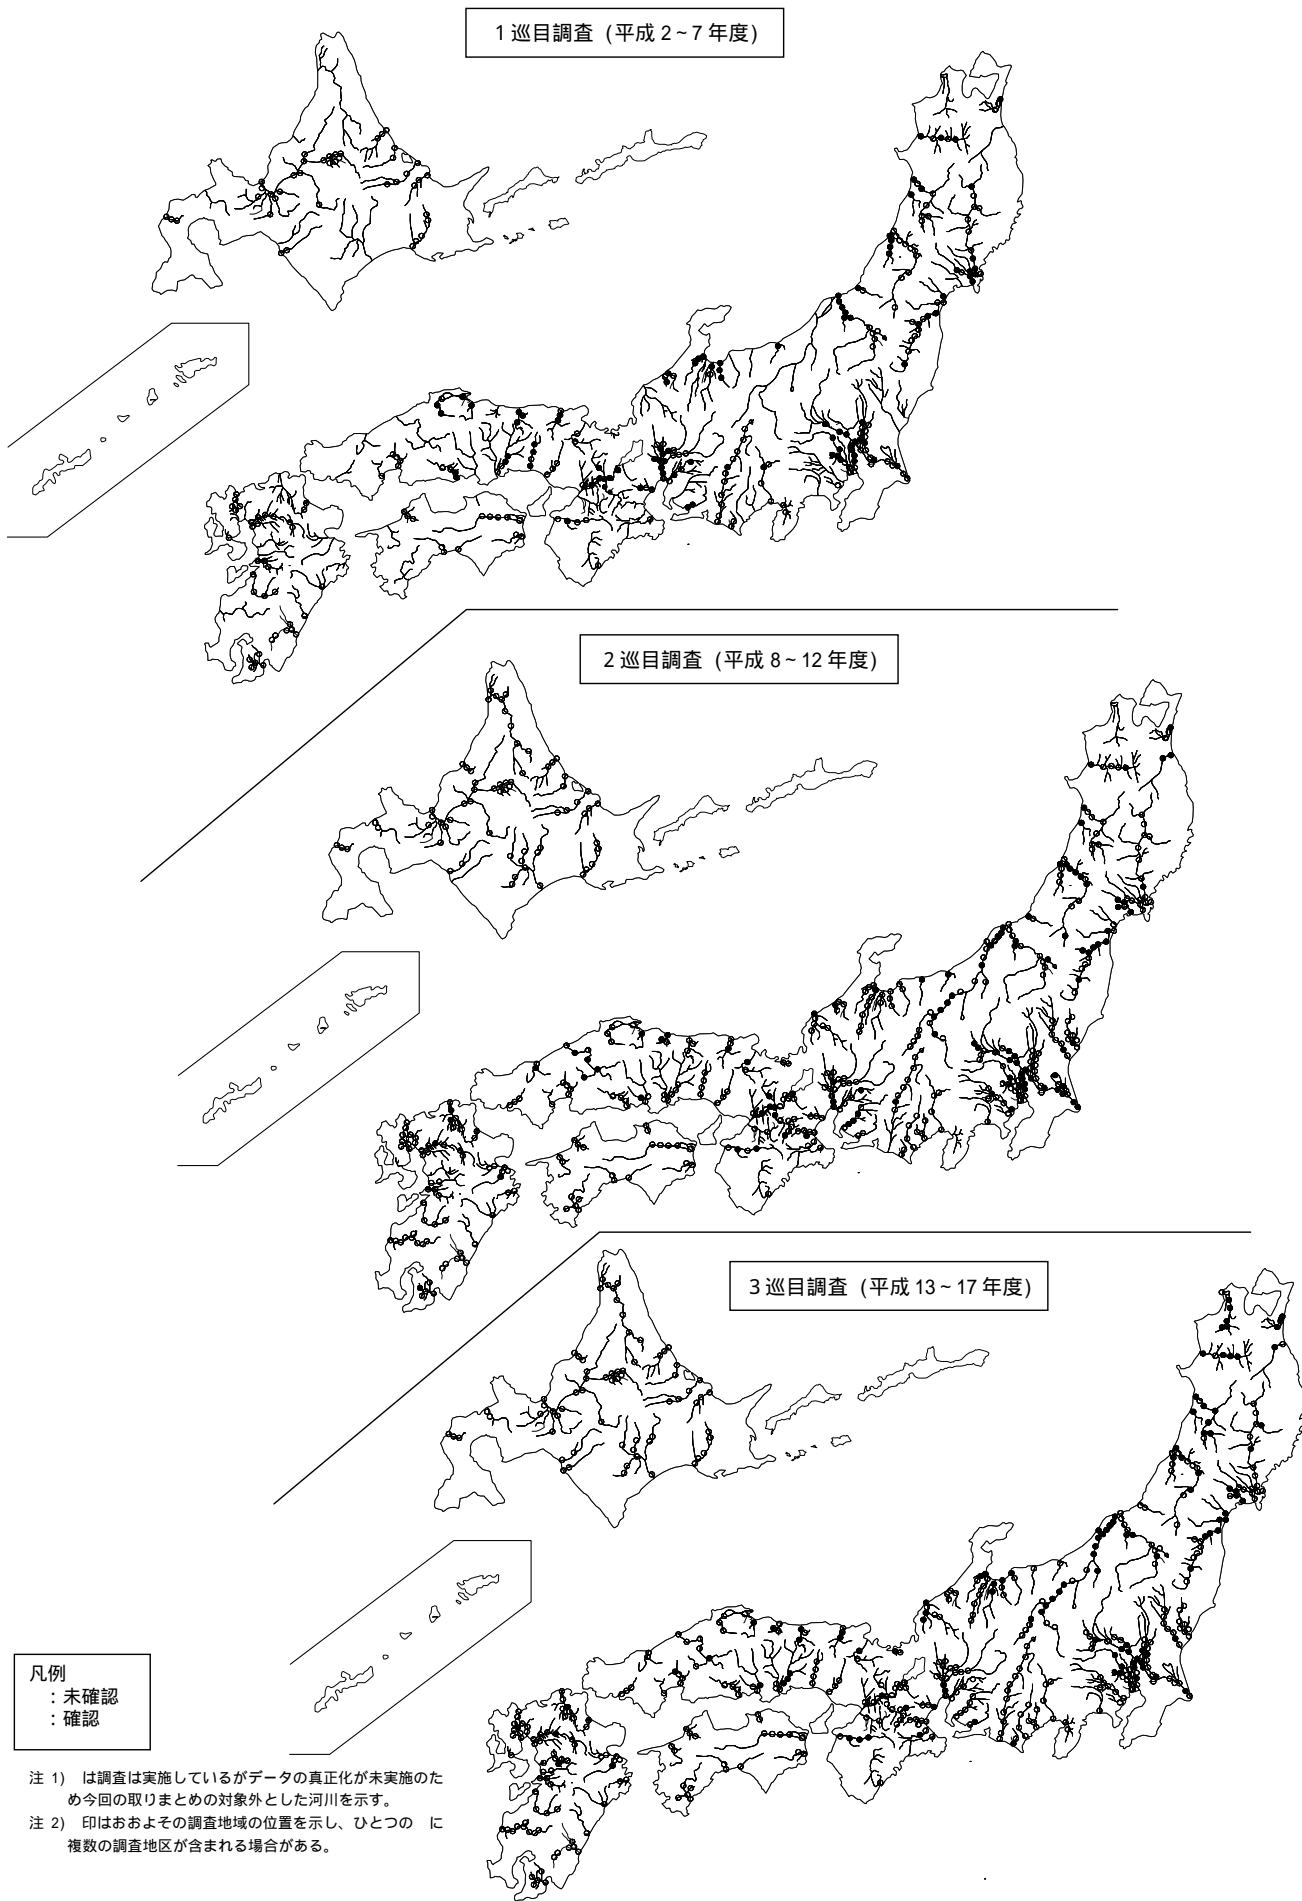 1巡目調査 (平成 2~7 年度)
2巡目調査 (平成 8~12 年度)
3巡目調査 (平成 13~17 年度)
凡例
：未確認
：確認
注 1)　は調査は実施しているがデータの真正化が未実施のた
め今回の取りまとめの対象外とした河川を示す。
注 2)　印はおおよその調査地域の位置を示し、ひとつの　に
複数の調査地区が含まれる場合がある。